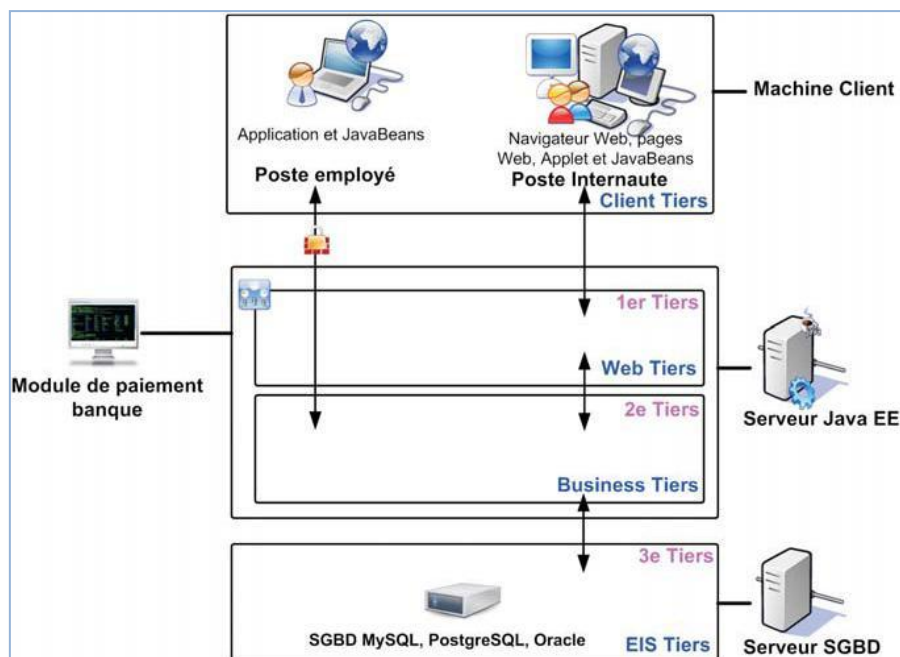 Application et JavaBeans
Poste employé
Navigateur Web, pages
Web, Applet et JavaBeans
Poste Internaute
Client Tiers
Machine Client
1er Tiers
Web Tiers
Module de paiement
banque
2e Tiers
Business Tiers
Serveur Java EE
3e Tiers
SGBD MySQL, PostgreSQL, Oracle
EIS Tiers
Serveur SGBD